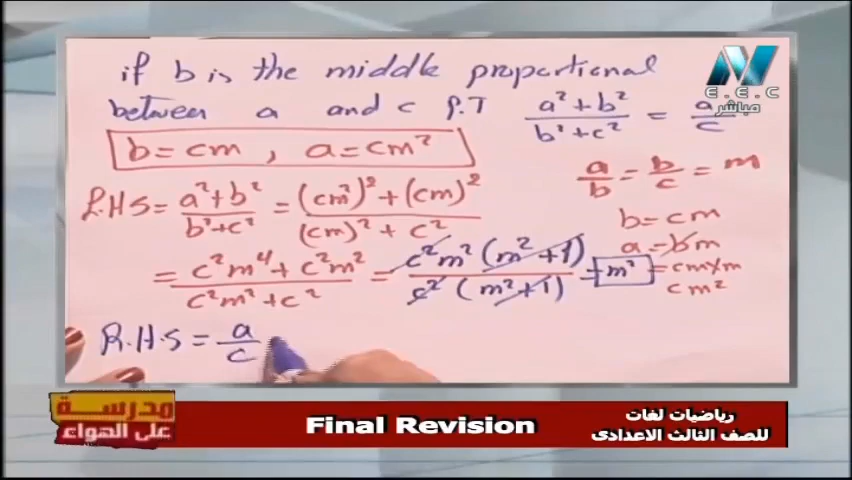 if b is the middle proportional
between a and c P.T (a² + b²)/(b² + c²) = a/c
b = cm , a = cm²
a/b = b/c = m
b = cm
a = bm
= cm×m
cm²
R.H.S = (a² + b²)/(b² + c²) = ((cm²)² + (cm)²)/((cm)² + c²)
= (c²m⁴ + c²m²)/(c²m² + c²) = (c²m² (m² + 1))/(c² (m² + 1)) = m²
R.H.S = a/c
E.E.C
مباشر
مدرسة
على الهواء
Final Revision
رياضيات لغات
للصف الثالث الاعدادى